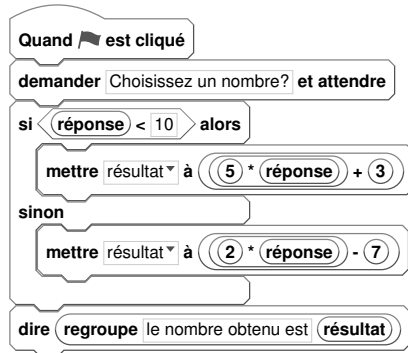 Quand est cliqué
demander Choisissez un nombre? et attendre
si réponse < 10 alors
mettre résultat à 5 * réponse + 3
sinon
mettre résultat à 2 * réponse - 7
dire regroupe le nombre obtenu est résultat